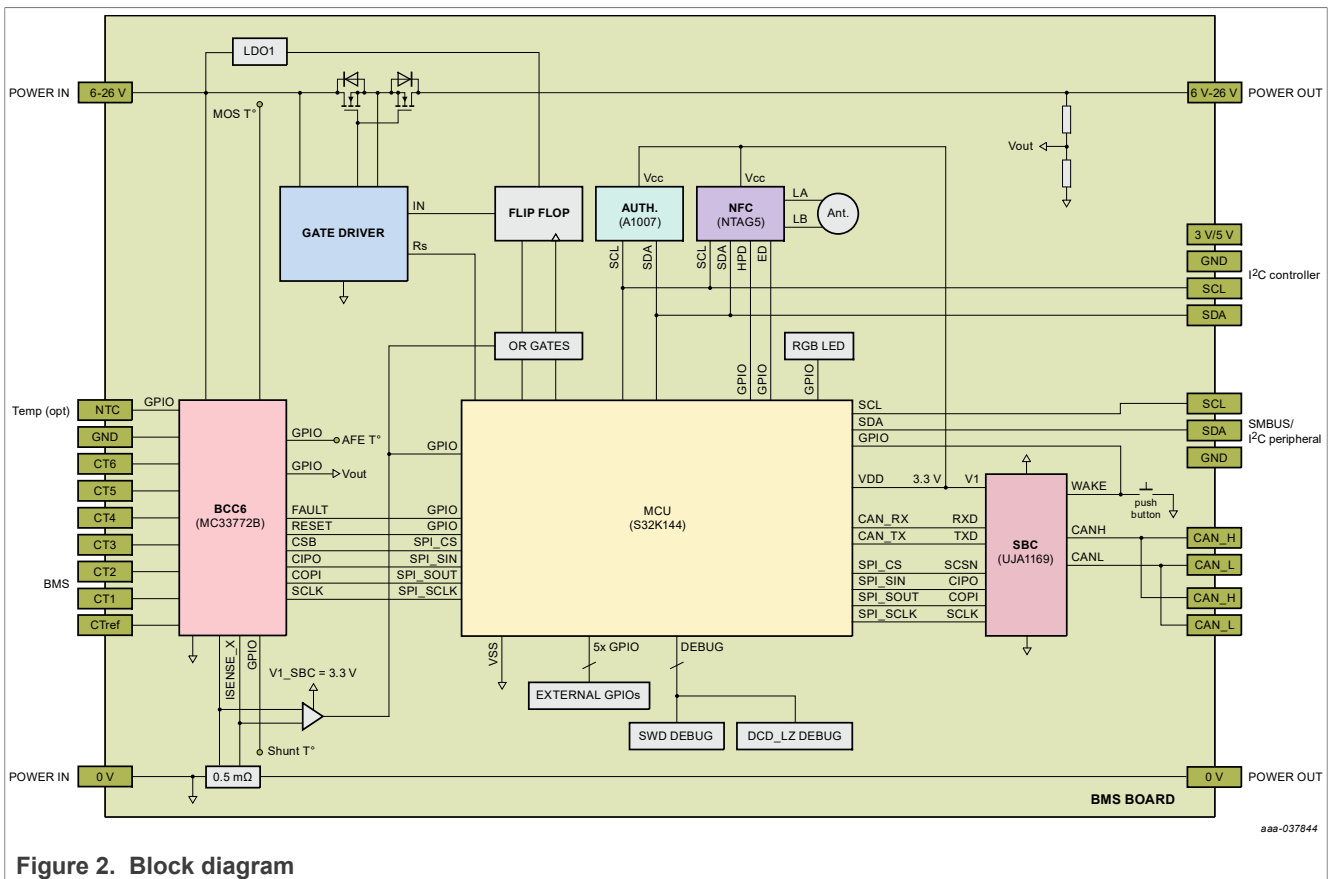 LDO1
POWER IN
6-26 V
6 V-26 V
POWER OUT
MOS T°
Vout
Vcc
Vcc
GATE DRIVER
IN
Rs
FLIP FLOP
AUTH.
(A1007)
NFC
(NTAG5)
LA
LB
Ant.
SCL
SDA
SCL
SDA
HPD
ED
3 V/5 V
GND
SCL
SDA
I2C controller
OR GATES
RGB LED
GPIO
GPIO
GPIO
Temp (opt)
NTC
GND
CT6
CT5
CT4
CT3
CT2
CT1
CTref
BMS
GPIO
BCC6
(MC33772B)
GPIO
AFE T°
GPIO
Vout
FAULT
RESET
CSB
CIPO
COPI
SCLK
GPIO
GPIO
GPIO
SPI_CS
SPI_SIN
SPI_SOUT
SPI_SCLK
MCU
(S32K144)
SCL
SDA
GPIO
VDD
3.3 V
V1
CAN_RX
RXD
CAN_TX
TXD
SPI_CS
SCSN
SPI_SIN
CIPO
SPI_SOUT
COPI
SPI_SCLK
SCLK
SBC
(UJA1169)
WAKE
push
button
CANH
CANL
SCL
SDA
GND
SMBUS/
I2C peripheral
CAN_H
CAN_L
CAN_H
CAN_L
ISENSE_X
GPIO
V1_SBC = 3.3 V
Shunt T°
VSS
5x GPIO
DEBUG
EXTERNAL GPIOs
SWD DEBUG
DCD_LZ DEBUG
POWER IN
0 V
0.5 mΩ
0 V
POWER OUT
BMS BOARD
aaa-037844
Figure 2. Block diagram